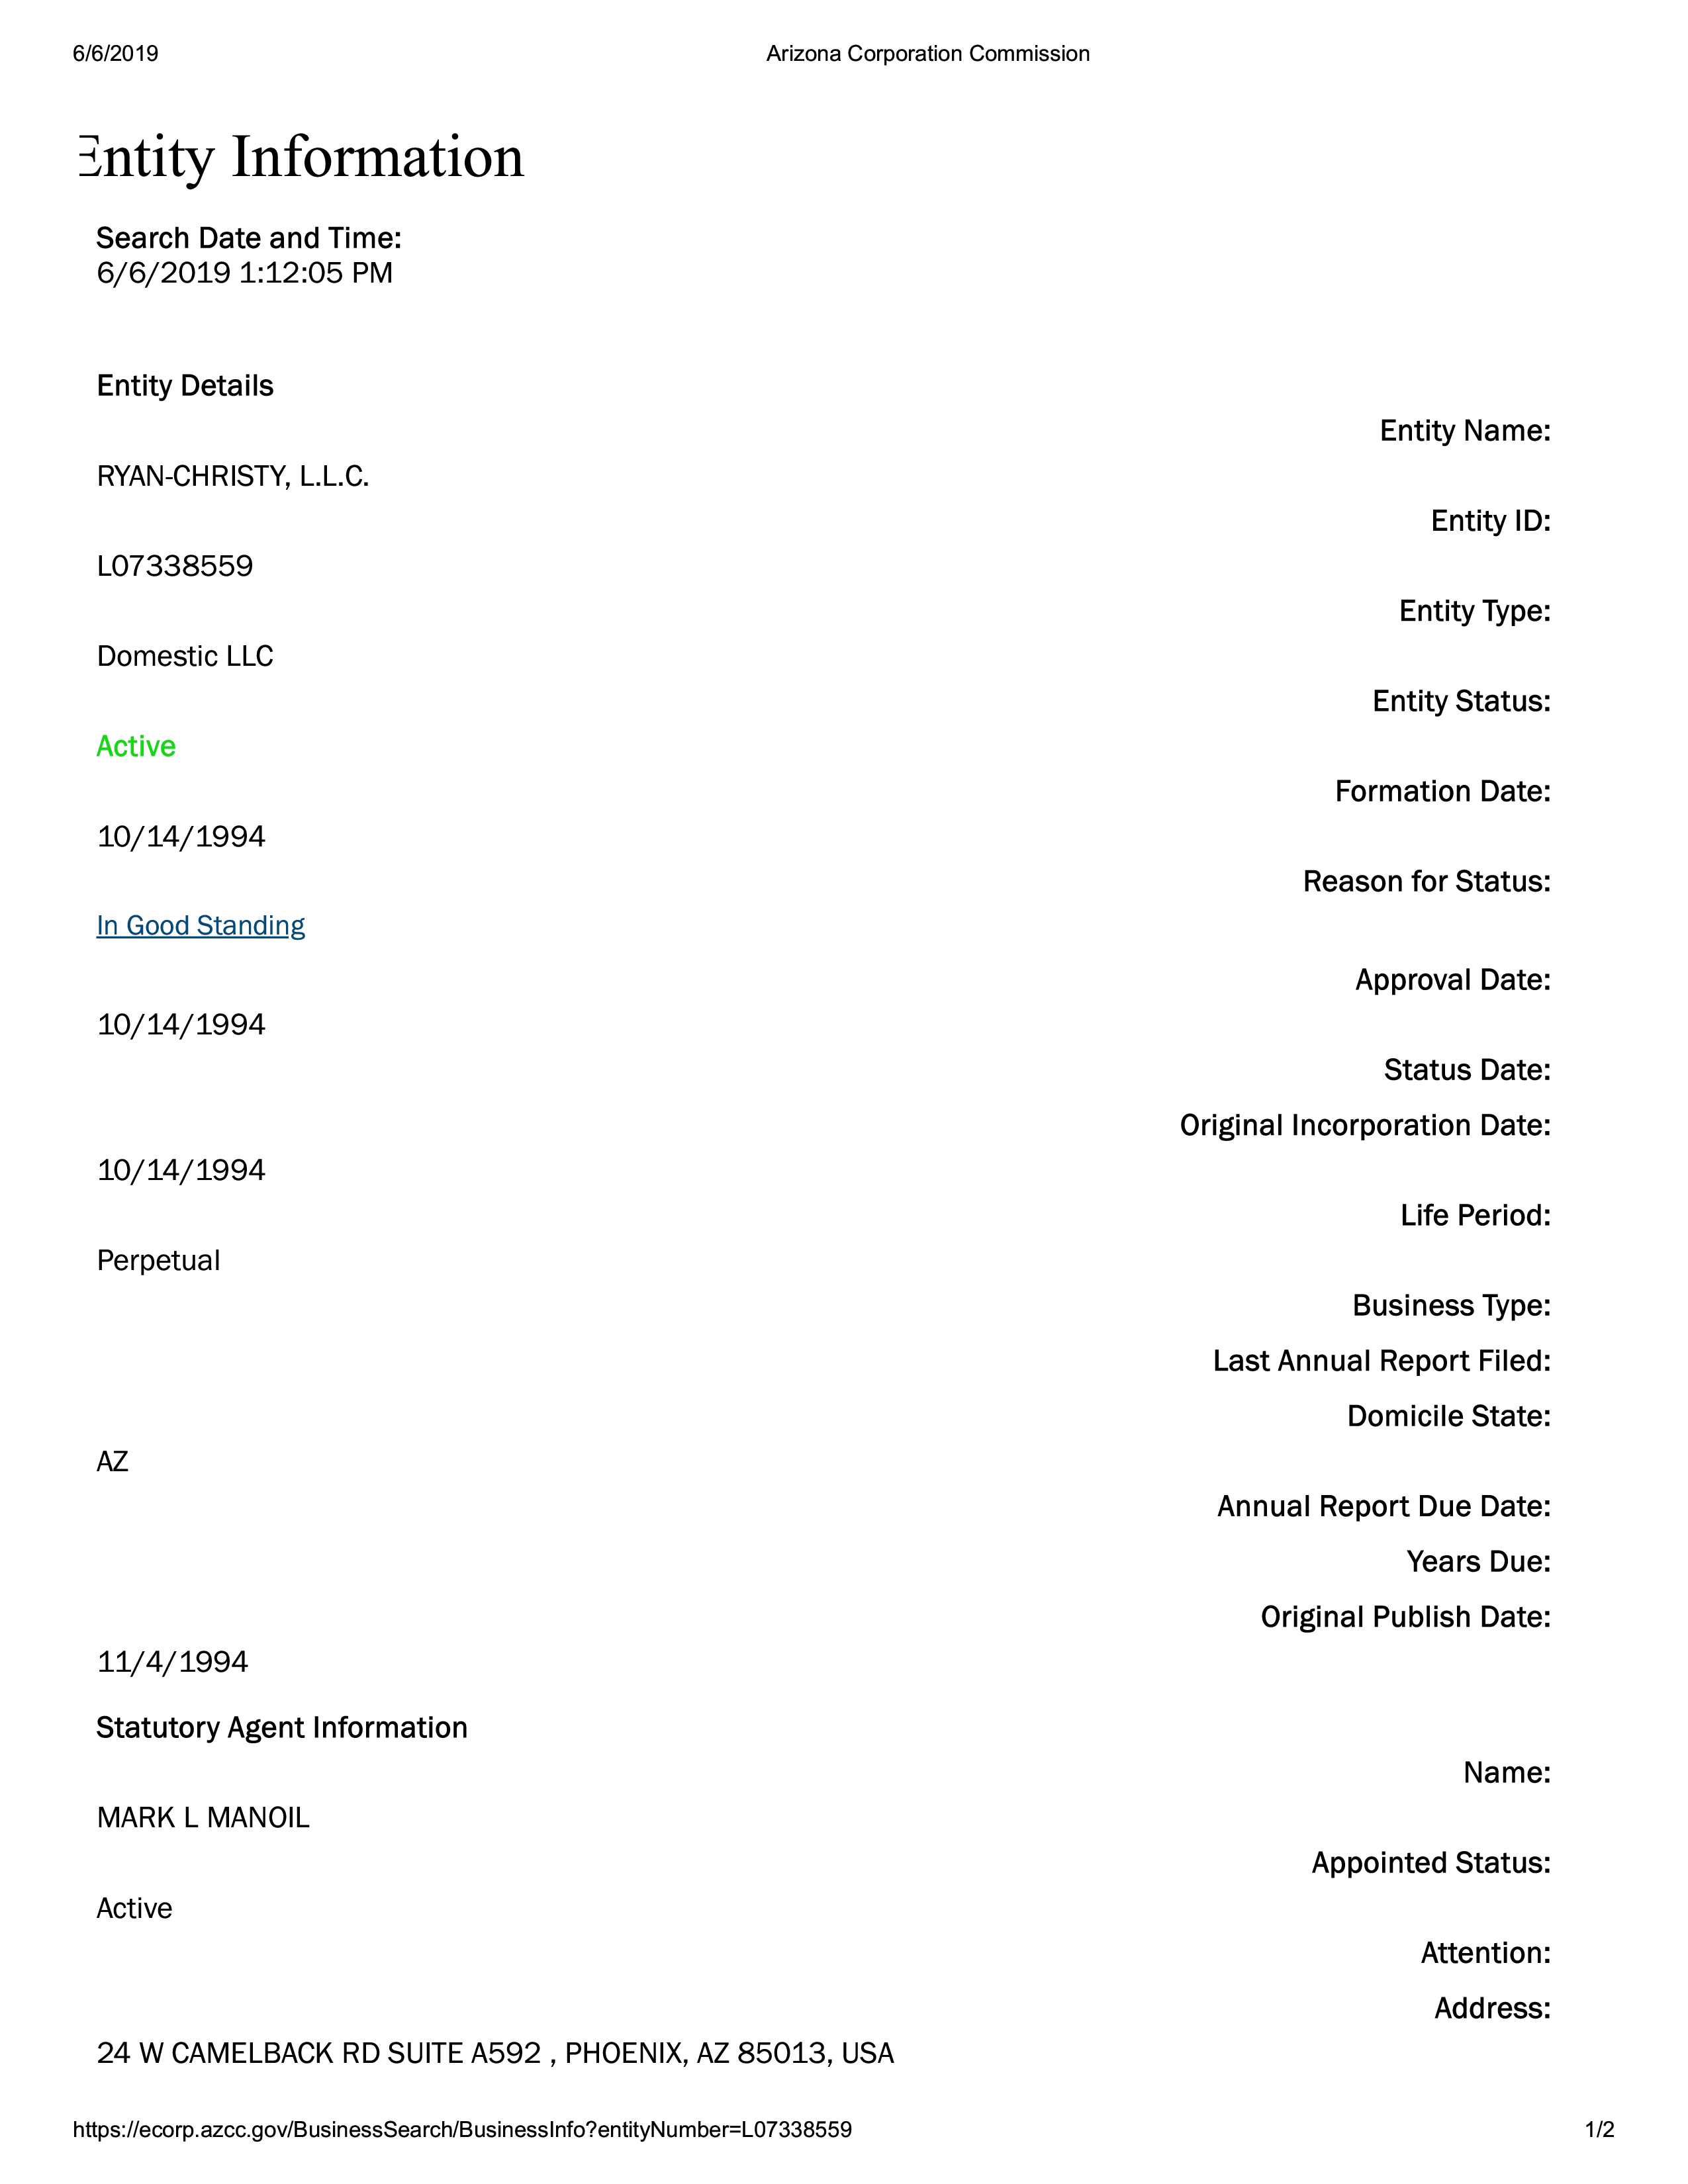 6/6/2019 Arizona Corporation Commission
Entity Information
Search Date and Time:
6/6/2019 1:12:05 PM
Entity Details
Entity Name:
RYAN-CHRISTY, L.L.C.
Entity ID:
L07338559
Entity Type:
Domestic LLC
Entity Status:
Active
Formation Date:
10/14/1994
Reason for Status:
In Good Standing
Approval Date:
10/14/1994
Status Date:
Original Incorporation Date:
10/14/1994
Life Period:
Perpetual
Business Type:
Last Annual Report Filed:
Domicile State:
AZ
Annual Report Due Date:
Years Due:
Original Publish Date:
11/4/1994
Statutory Agent Information
Name:
MARK L MANOIL
Appointed Status:
Active
Attention:
Address:
24 W CAMELBACK RD SUITE A592 , PHOENIX, AZ 85013, USA
https://ecorp.azcc.gov/BusinessSearch/BusinessInfo?entityNumber=L07338559 1/2